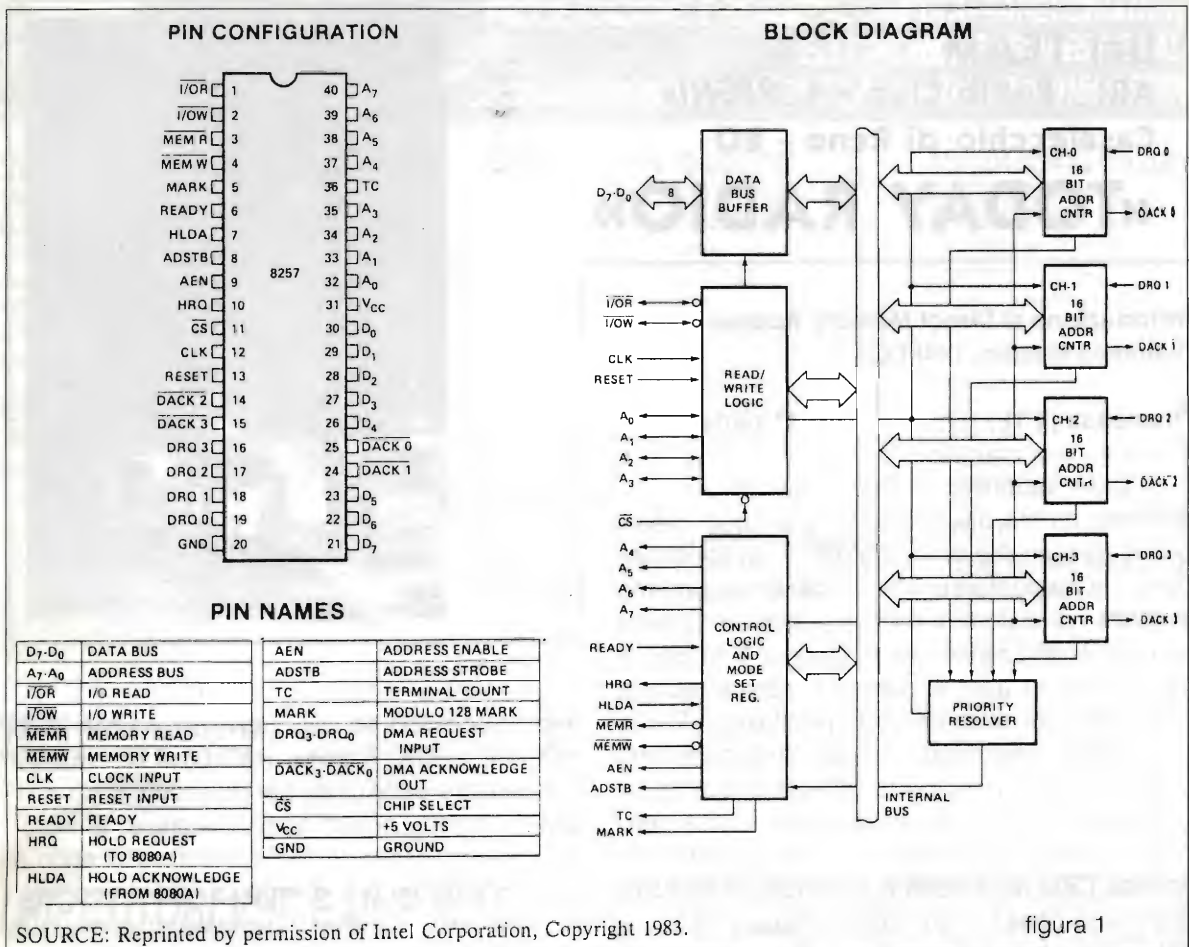 PIN CONFIGURATION
I/OR 1
I/OW 2
MEM R 3
MEM W 4
MARK 5
READY 6
HLDA 7
ADSTB 8
AEN 9
HRQ 10
CS 11
CLK 12
RESET 13
DACK 2 14
DACK 3 15
DRQ 3 16
DRQ 2 17
DRQ 1 18
DRQ 0 19
GND 20
8257
40 A7
39 A6
38 A5
37 A4
36 TC
35 A3
34 A2
33 A1
32 A0
31 VCC
30 D0
29 D1
28 D2
27 D3
26 D4
25 DACK 0
24 DACK 1
23 D5
22 D6
21 D7
PIN NAMES
D7-D0 DATA BUS
A7-A0 ADDRESS BUS
I/OR I/O READ
I/OW I/O WRITE
MEMR MEMORY READ
MEMW MEMORY WRITE
CLK CLOCK INPUT
RESET RESET INPUT
READY READY
HRQ HOLD REQUEST
(TO 8080A)
HLDA HOLD ACKNOWLEDGE
(FROM 8080A)
AEN ADDRESS ENABLE
ADSTB ADDRESS STROBE
TC TERMINAL COUNT
MARK MODULO 128 MARK
DRQ3-DRQ0 DMA REQUEST
INPUT
DACK3-DACK0 DMA ACKNOWLEDGE
OUT
CS CHIP SELECT
VCC +5 VOLTS
GND GROUND
BLOCK DIAGRAM
D7-D0
8
DATA
BUS
BUFFER
I/OR
I/OW
CLK
RESET
A0
A1
A2
A3
CS
READ/
WRITE
LOGIC
A4
A5
A6
A7
READY
HRQ
HLDA
MEMR
MEMW
AEN
ADSTB
TC
MARK
CONTROL
LOGIC
AND
MODE
SET
REG.
INTERNAL
BUS
CH-0
16
BIT
ADDR
CNTR
DRQ 0
DACK 0
CH-1
16
BIT
ADDR
CNTR
DRQ 1
DACK 1
CH-2
16
BIT
ADDR
CNTR
DRQ 2
DACK 2
CH-3
16
BIT
ADDR
CNTR
DRQ 3
DACK 3
PRIORITY
RESOLVER
SOURCE: Reprinted by permission of Intel Corporation, Copyright 1983.
figura 1